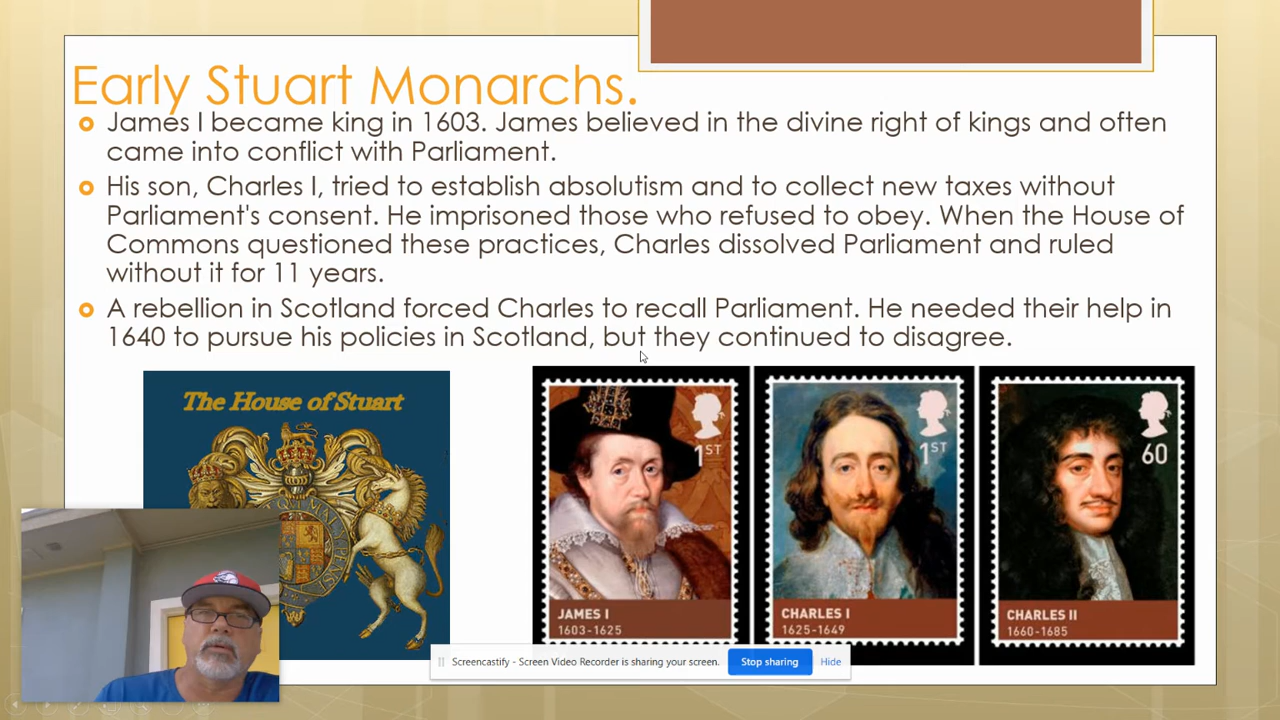 Early Stuart Monarchs.
James I became king in 1603. James believed in the divine right of kings and often
came into conflict with Parliament.
His son, Charles I, tried to establish absolutism and to collect new taxes without
Parliament's consent. He imprisoned those who refused to obey. When the House of
Commons questioned these practices, Charles dissolved Parliament and ruled
without it for 11 years.
A rebellion in Scotland forced Charles to recall Parliament. He needed their help in
1640 to pursue his policies in Scotland, but they continued to disagree.
The House of Stuart
1ST
JAMES I
1603-1625
1ST
CHARLES I
1625-1649
60
CHARLES II
1660-1685
Screencastify - Screen Video Recorder is sharing your screen.
Stop sharing
Hide